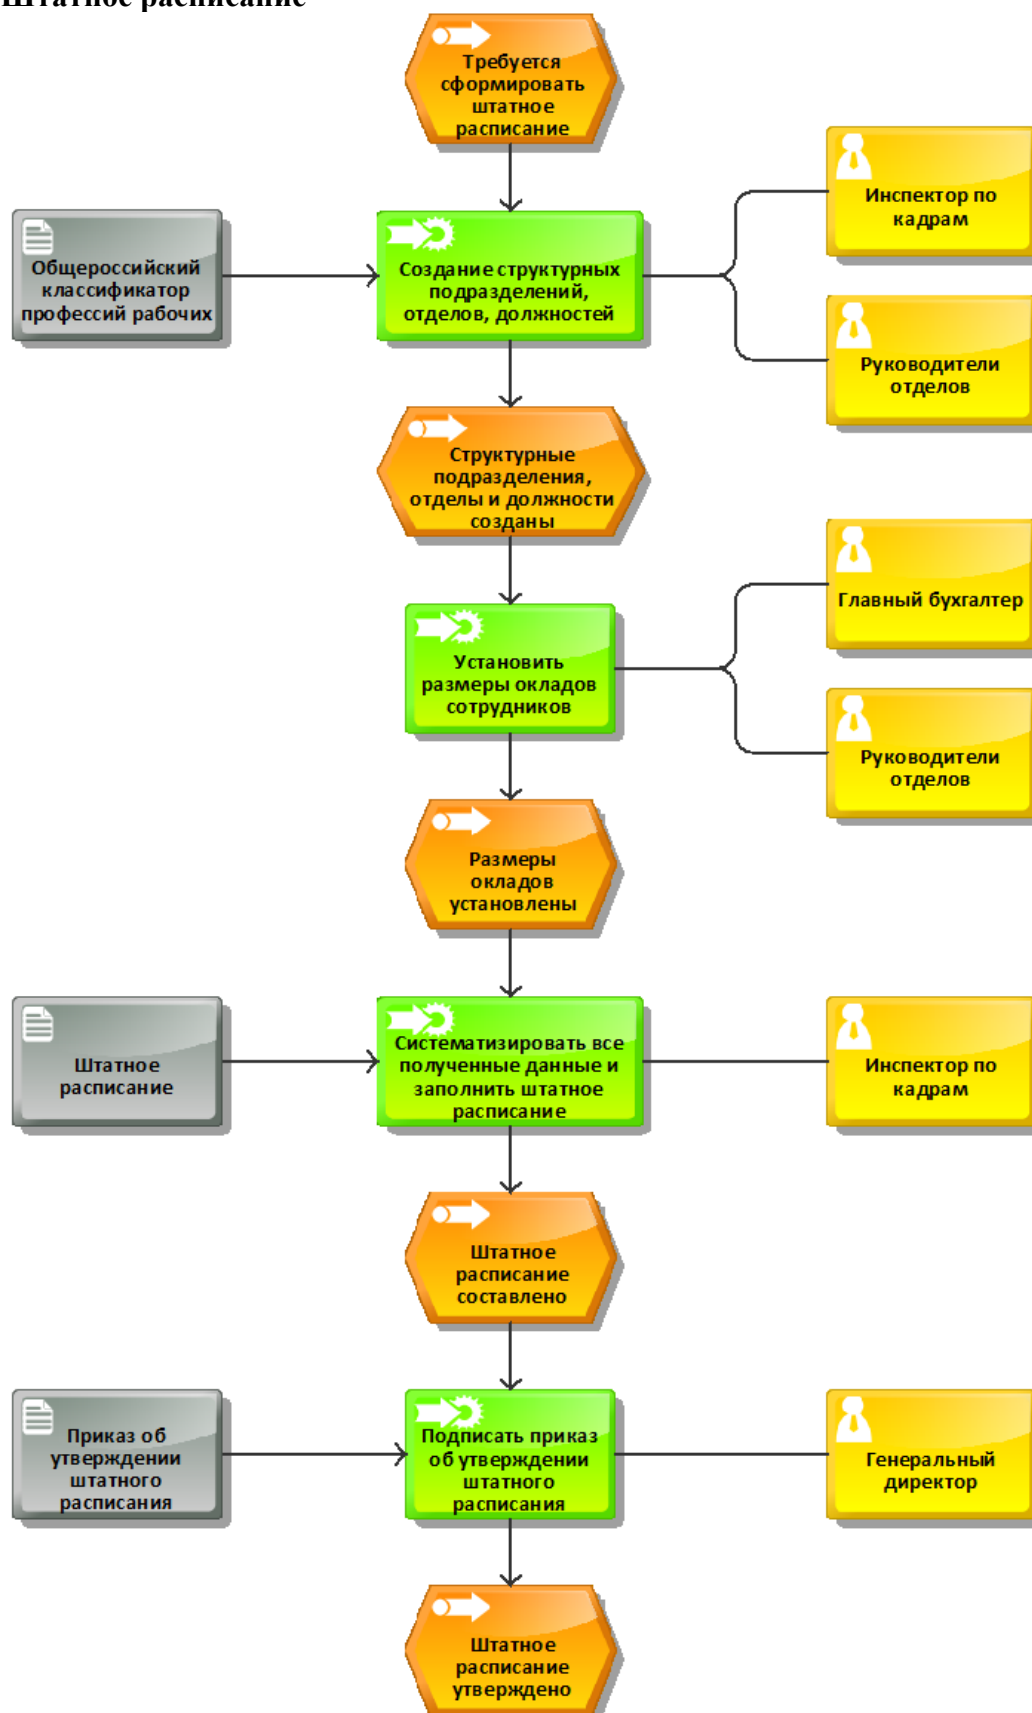 Штатное расписание
Требуется
сформировать
штатное
расписание
Инспектор по
кадрам
Общероссийский
классификатор
профессий рабочих
Создание структурных
подразделений,
отделов, должностей
Руководители
отделов
Структурные
подразделения,
отделы и должности
созданы
Главный бухгалтер
Установить
размеры окладов
сотрудников
Руководители
отделов
Размеры
окладов
установлены
Штатное
расписание
Систематизировать все
полученные данные и
заполнить штатное
расписание
Инспектор по
кадрам
Штатное
расписание
составлено
Приказ об
утверждении
штатного
расписания
Подписать приказ
об утверждении
штатного
расписания
Генеральный
директор
Штатное
расписание
утверждено